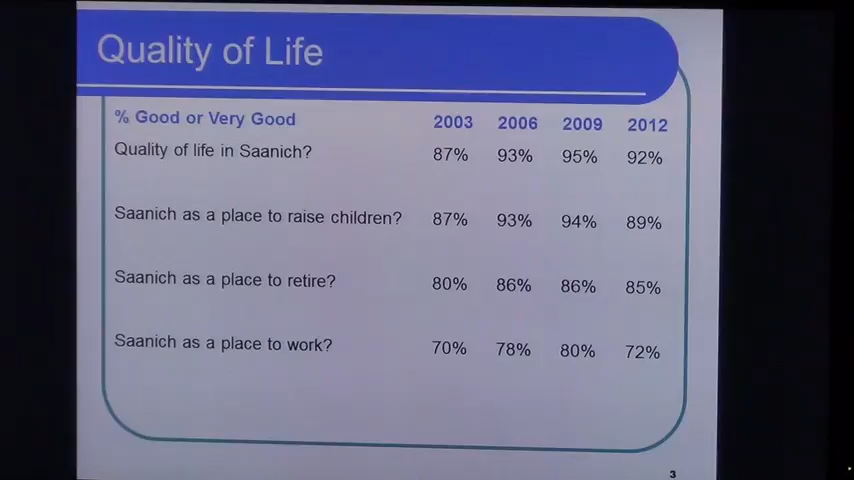 Quality of Life
% Good or Very Good 2003 2006 2009 2012
Quality of life in Saanich? 87% 93% 95% 92%
Saanich as a place to raise children? 87% 93% 94% 89%
Saanich as a place to retire? 80% 86% 86% 85%
Saanich as a place to work? 70% 78% 80% 72%
3